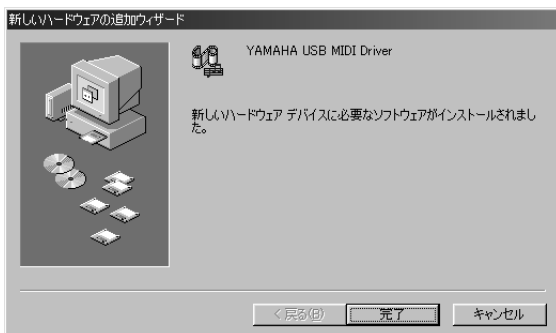 新しいハードウェアの追加ウィザード
YAMAHA USB MIDI Driver
新しいハードウェア デバイスに必要なソフトウェアがインストールされまし
た。
< 戻る(B)
完了
キャンセル